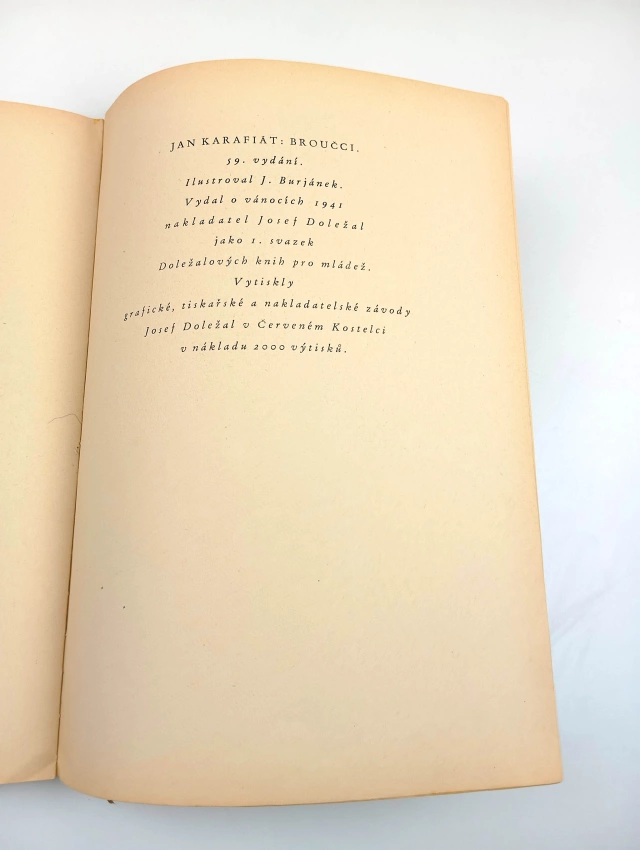 JAN KARAFIÁT: BROUČCI.
59. vydání.
Ilustroval J. Burjánek.
Vydal o vánocích 1941
nakladatel Josef Doležal
jako 1. svazek
Doležalových knih pro mládež.
Vytiskly
grafické, tiskařské a nakladatelské závody
Josef Doležal v Červeném Kostelci
v nákladu 2000 výtisků.